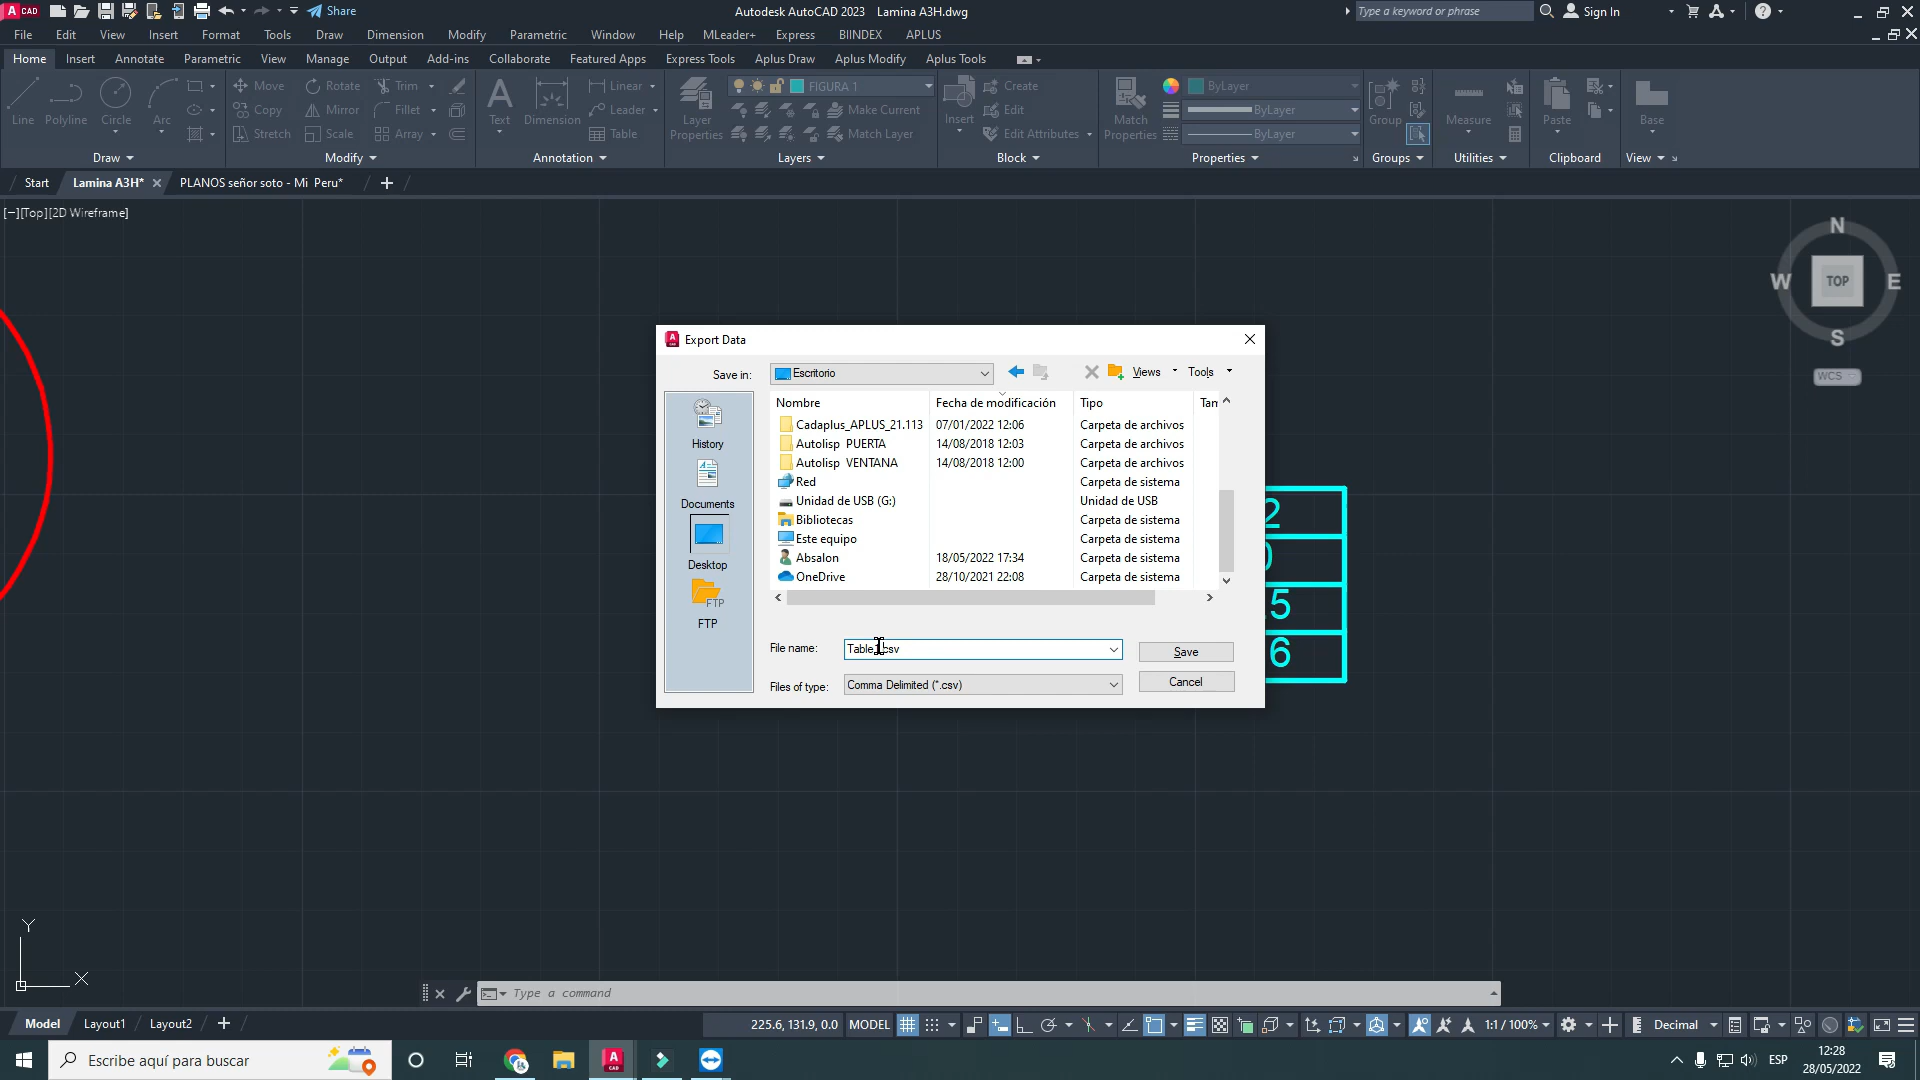 CAD Share Autodesk AutoCAD 2023 Lamina A3H.dwg Type a keyword or phrase Sign In
File Edit View Insert Format Tools Draw Dimension Modify Parametric Window Help MLeader+ Express BIINDEX APLUS
Home Insert Annotate Parametric View Manage Output Add-ins Collaborate Featured Apps Express Tools Aplus Draw Aplus Modify Aplus Tools
Line Polyline Circle Arc
Move Rotate Trim
Copy Mirror Fillet
Stretch Scale Array
Text Dimension
Linear
Leader
Table
Layer Properties
FIGURA 1
Make Current
Match Layer
Insert
Create
Edit
Edit Attributes
Match Properties
ByLayer
ByLayer
ByLayer
Group Measure Paste Base
Draw Modify Annotation Layers Block Properties Groups Utilities Clipboard View
Start Lamina A3H* PLANOS señor soto - Mi Peru*
[−][Top][2D Wireframe]
N
W TOP E
S
WCS
Export Data
Save in: Escritorio Views Tools
Nombre Fecha de modificación Tipo Tam
Cadaplus_APLUS_21.113 07/01/2022 12:06 Carpeta de archivos
Autolisp PUERTA 14/08/2018 12:03 Carpeta de archivos
Autolisp VENTANA 14/08/2018 12:00 Carpeta de archivos
Red Carpeta de sistema
Unidad de USB (G:) Unidad de USB
Bibliotecas Carpeta de sistema
Este equipo Carpeta de sistema
Absalon 18/05/2022 17:34 Carpeta de sistema
OneDrive 28/10/2021 22:08 Carpeta de sistema
History
Documents
Desktop
FTP
FTP
File name: Table1.csv Save
Files of type: Comma Delimited (*.csv) Cancel
2
0
5
6
Y
X
Type a command
Model Layout1 Layout2 225.6, 131.9, 0.0 MODEL 1:1 / 100% Decimal
Escribe aquí para buscar
A CAD
ESP
12:28
28/05/2022